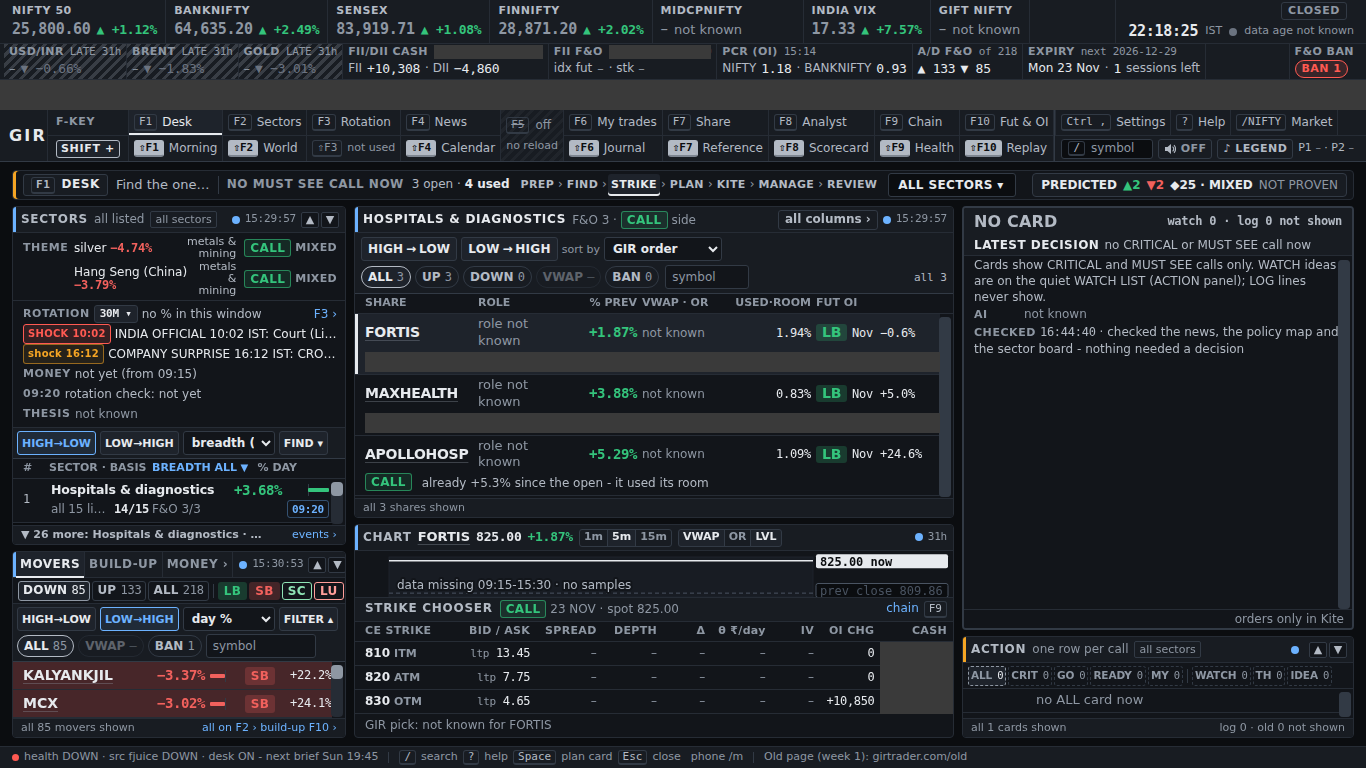 NIFTY 50 BANKNIFTY SENSEX FINNIFTY MIDCPNIFTY INDIA VIX GIFT NIFTY CLOSED
25,800.60 ▲ +1.12% 64,635.20 ▲ +2.49% 83,919.71 ▲ +1.08% 28,871.20 ▲ +2.02% – not known 17.33 ▲ +7.57% – not known 22:18:25 IST data age not known
USD/INR LATE 31h BRENT LATE 31h GOLD LATE 31h FII/DII CASH FII F&O PCR (OI) 15:14 A/D F&O of 218 EXPIRY next 2026-12-29 F&O BAN
– ▼ −0.66% – ▼ −1.83% – ▼ −3.01% FII +10,308 · DII −4,860 idx fut – · stk – NIFTY 1.18 · BANKNIFTY 0.93 ▲ 133 ▼ 85 Mon 23 Nov · 1 sessions left BAN 1
GIR F-KEY F1 Desk F2 Sectors F3 Rotation F4 News F5 off F6 My trades F7 Share F8 Analyst F9 Chain F10 Fut & OI Ctrl , Settings ? Help /NIFTY Market
SHIFT + ⇧F1 Morning ⇧F2 World ⇧F3 not used ⇧F4 Calendar no reload ⇧F6 Journal ⇧F7 Reference ⇧F8 Scorecard ⇧F9 Health ⇧F10 Replay / symbol OFF ♪ LEGEND P1 – · P2 –
F1 DESK Find the one… NO MUST SEE CALL NOW 3 open · 4 used PREP › FIND › STRIKE › PLAN › KITE › MANAGE › REVIEW ALL SECTORS ▾ PREDICTED ▲2 ▼2 ◆25 · MIXED NOT PROVEN
SECTORS all listed all sectors 15:29:57 ▲ ▼
THEME silver −4.74% metals & mining CALL MIXED
Hang Seng (China) −3.79% metals & mining CALL MIXED
ROTATION 30M ▾ no % in this window F3 ›
SHOCK 10:02 INDIA OFFICIAL 10:02 IST: Court (Li…
shock 16:12 COMPANY SURPRISE 16:12 IST: CRO…
MONEY not yet (from 09:15)
09:20 rotation check: not yet
THESIS not known
HIGH→LOW LOW→HIGH breadth ( FIND ▾
# SECTOR · BASIS BREADTH ALL ▼ % DAY
1 Hospitals & diagnostics +3.68%
all 15 li… 14/15 F&O 3/3 09:20
▼ 26 more: Hospitals & diagnostics · … events ›
MOVERS BUILD-UP MONEY › 15:30:53 ▲ ▼
DOWN 85 UP 133 ALL 218 LB SB SC LU
HIGH→LOW LOW→HIGH day % FILTER ▴
ALL 85 VWAP – BAN 1 symbol
KALYANKJIL −3.37% SB +22.2%
MCX −3.02% SB +24.1%
all 85 movers shown all on F2 › build-up F10 ›
HOSPITALS & DIAGNOSTICS F&O 3 · CALL side all columns › 15:29:57
HIGH → LOW LOW → HIGH sort by GIR order
ALL 3 UP 3 DOWN 0 VWAP – BAN 0 symbol all 3
SHARE ROLE % PREV VWAP · OR USED·ROOM FUT OI
FORTIS role not known +1.87% not known 1.94% LB Nov −0.6%
MAXHEALTH role not known +3.88% not known 0.83% LB Nov +5.0%
APOLLOHOSP role not known +5.29% not known 1.09% LB Nov +24.6%
CALL already +5.3% since the open - it used its room
all 3 shares shown
CHART FORTIS 825.00 +1.87% 1m 5m 15m VWAP OR LVL 31h
825.00 now
data missing 09:15-15:30 · no samples
prev close 809.86
STRIKE CHOOSER CALL 23 NOV · spot 825.00 chain F9
CE STRIKE BID / ASK SPREAD DEPTH Δ θ ₹/day IV OI CHG CASH
810 ITM ltp 13.45 – – – – – 0
820 ATM ltp 7.75 – – – – – 0
830 OTM ltp 4.65 – – – – – +10,850
GIR pick: not known for FORTIS
NO CARD watch 0 · log 0 not shown
LATEST DECISION no CRITICAL or MUST SEE call now
Cards show CRITICAL and MUST SEE calls only. WATCH ideas
are on the quiet WATCH LIST (ACTION panel); LOG lines
never show.
AI not known
CHECKED 16:44:40 · checked the news, the policy map and
the sector board - nothing needed a decision
orders only in Kite
ACTION one row per call all sectors ▲ ▼
ALL 0 CRIT 0 GO 0 READY 0 MY 0 WATCH 0 TH 0 IDEA 0
no ALL card now
all 1 cards shown log 0 · old 0 not shown
health DOWN · src fjuice DOWN · desk ON - next brief Sun 19:45 / search ? help Space plan card Esc close phone /m Old page (week 1): girtrader.com/old